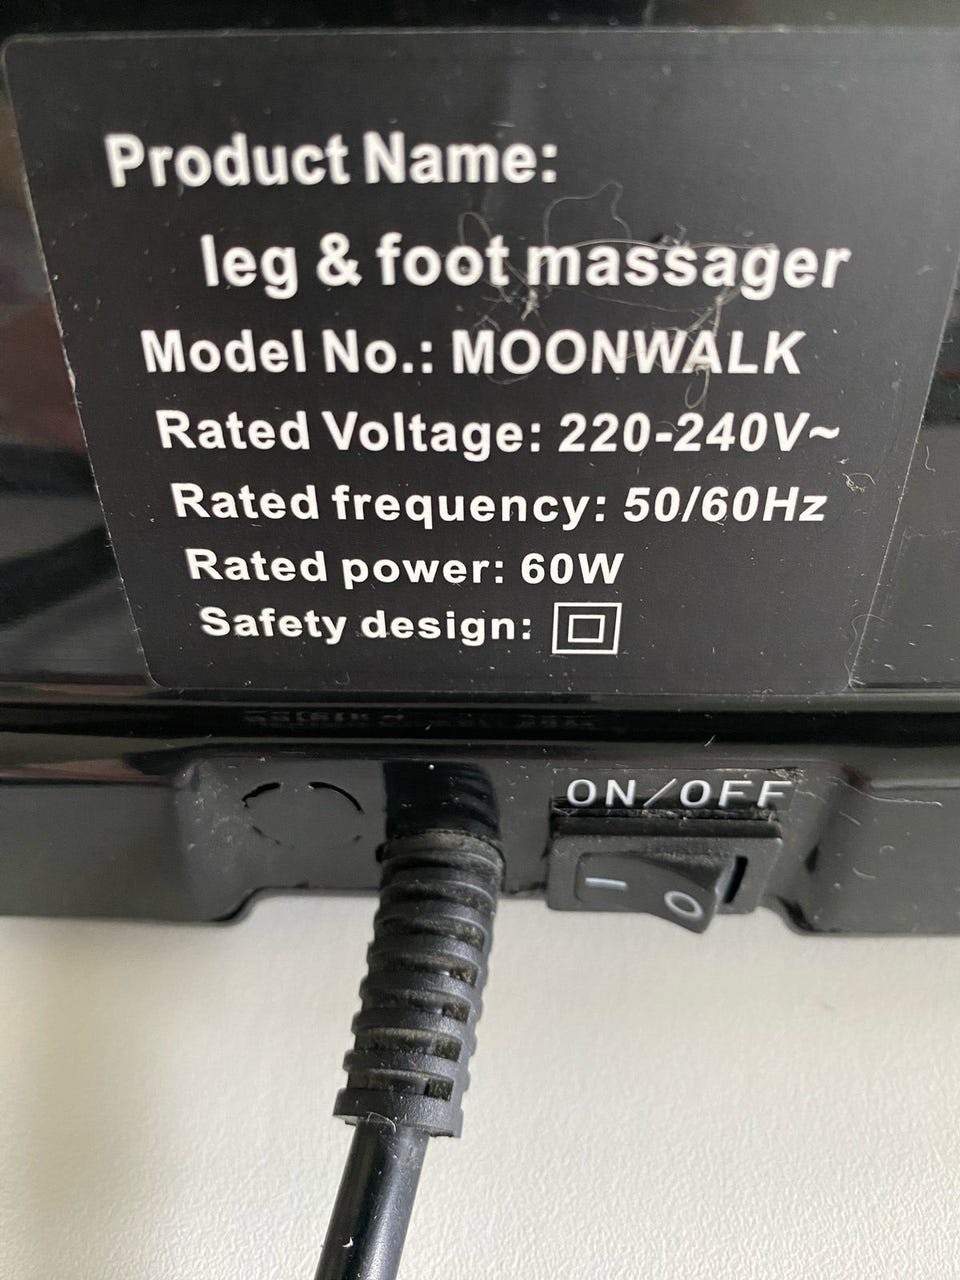 Product Name:
leg & foot massager
Model No.: MOONWALK
Rated Voltage: 220-240V~
Rated frequency: 50/60Hz
Rated power: 60W
Safety design:
ON/OFF